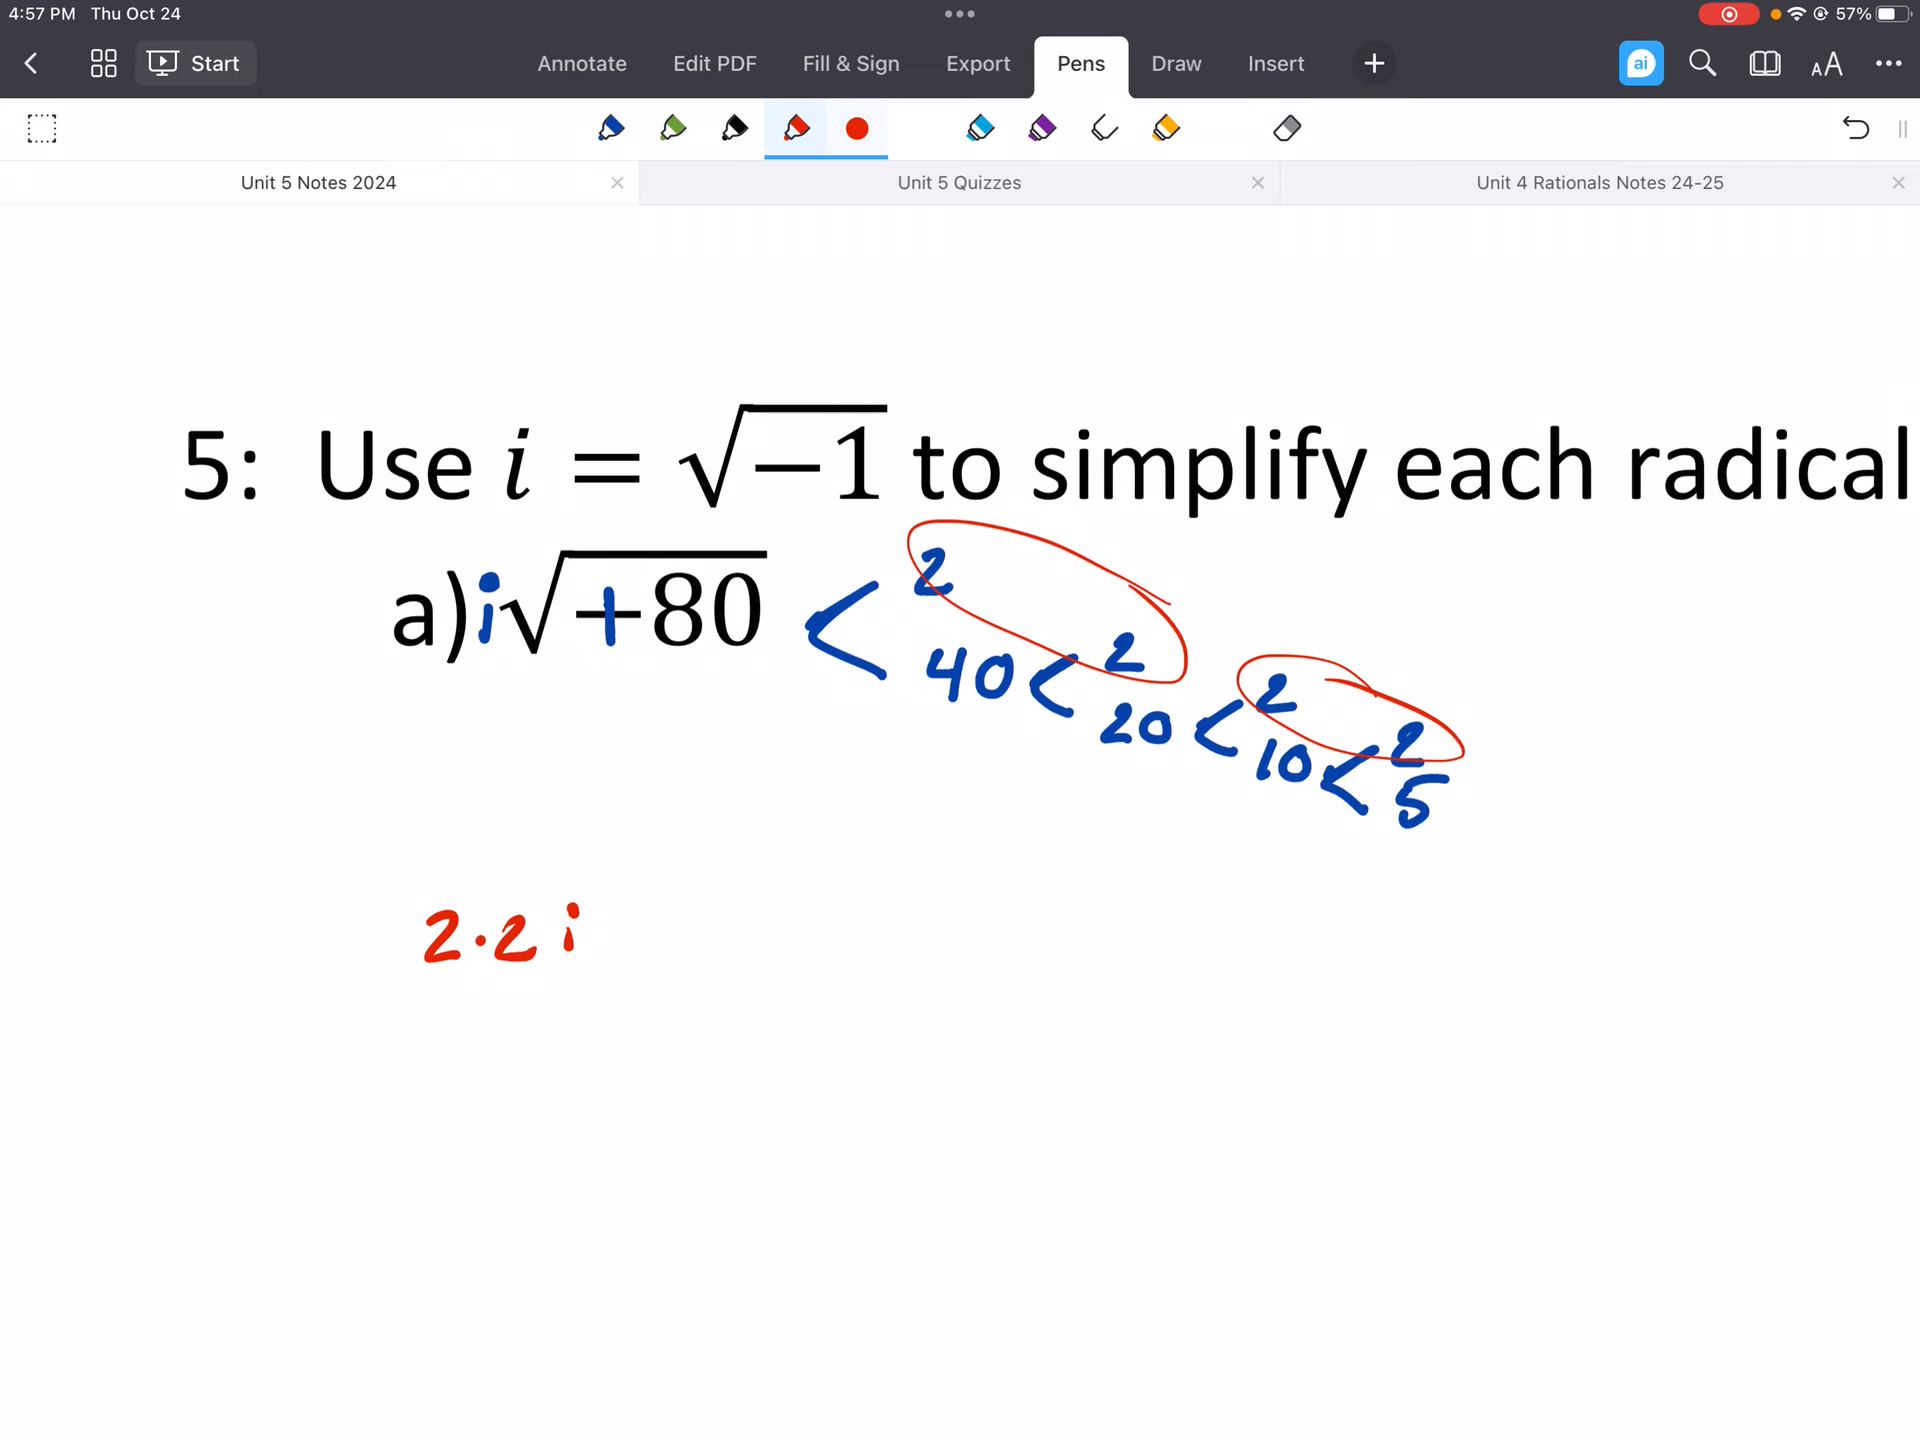 4:57 PM Thu Oct 24 57%
Start Annotate Edit PDF Fill & Sign Export Pens Draw Insert + ai AA
Unit 5 Notes 2024 Unit 5 Quizzes Unit 4 Rationals Notes 24-25
5: Use i = √−1 to simplify each radical
a) i√+80 < 2
40 < 2
20 < 2
10 < 2
5
2·2 i